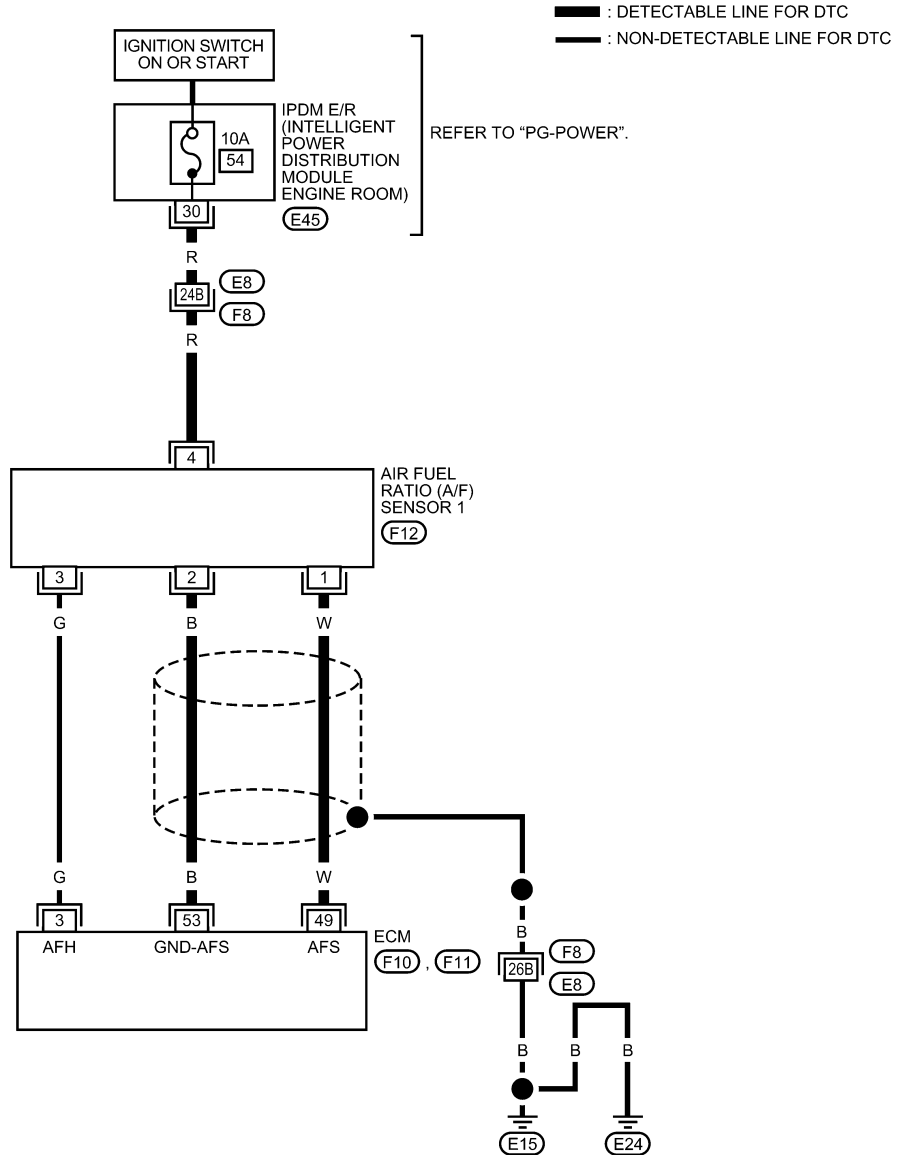 : DETECTABLE LINE FOR DTC
: NON-DETECTABLE LINE FOR DTC
IGNITION SWITCH
ON OR START
IPDM E/R
(INTELLIGENT
POWER
DISTRIBUTION
MODULE
ENGINE ROOM)
10A
54
REFER TO “PG-POWER”.
30
E45
R
24B
E8
F8
R
4
AIR FUEL
RATIO (A/F)
SENSOR 1
F12
3 2 1
G B W
G B W
3 53 49
AFH GND-AFS AFS
ECM
F10 , F11
B
26B
F8
E8
B B B
E15 E24